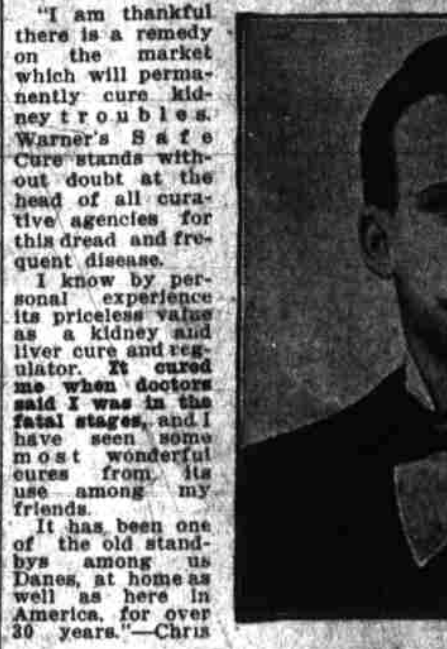 "I am thankful
there is a remedy
on the market
which will perma-
nently cure kid-
ney troubles.
Warner's Safe
Cure stands with-
out doubt at the
head of all cura-
tive agencies for
this dread and fre-
quent disease.
I know by per-
sonal experience
its priceless value
as a kidney and
liver cure and reg-
ulator. It cured
me when doctors
said I was in the
fatal stages, and I
have seen some
most wonderful
cures from its
use among my
friends.
It has been one
of the old stand-
bys among us
Danes, at home as
well as here in
America, for over
30 years."—Chris